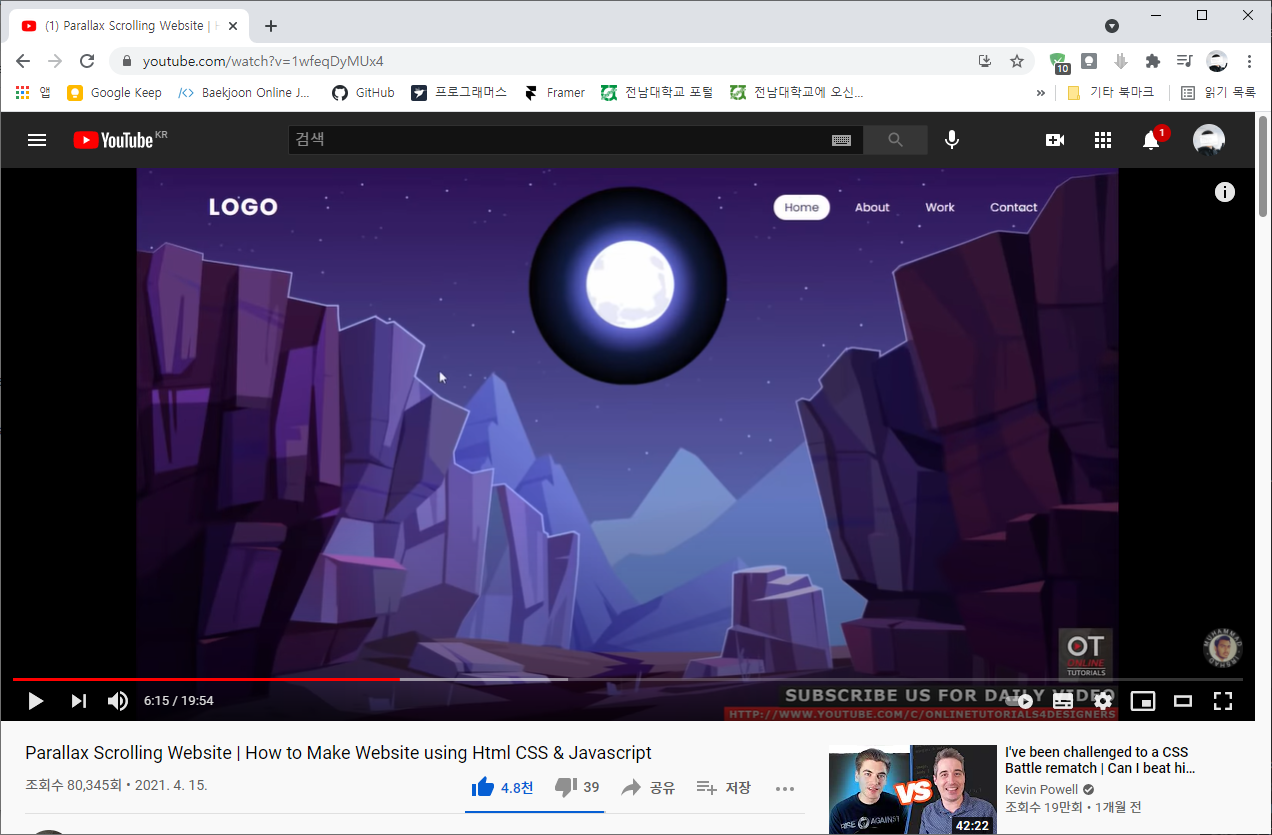 (1) Parallax Scrolling Website |
youtube.com/watch?v=1wfeqDyMUx4
10
앱 Google Keep Baekjoon Online J... GitHub 프로그래머스 Framer 전남대학교 포털 전남대학교에 오신... » 기타 북마크 읽기 목록
YouTube KR 검색 1
LOGO Home About Work Contact
OT
ONLINE
TUTORIALS
MUHAMMAD
SUBSCRIBE US FOR DAILY VIDEO
HTTP://WWW.YOUTUBE.COM/C/ONLINETUTORIALS4DESIGNERS
6:15 / 19:54
Parallax Scrolling Website | How to Make Website using Html CSS & Javascript
조회수 80,345회 • 2021. 4. 15.
4.8천 39 공유 저장
VS
RISE AGAINST
42:22
I've been challenged to a CSS
Battle rematch | Can I beat hi...
Kevin Powell
조회수 19만회 • 1개월 전